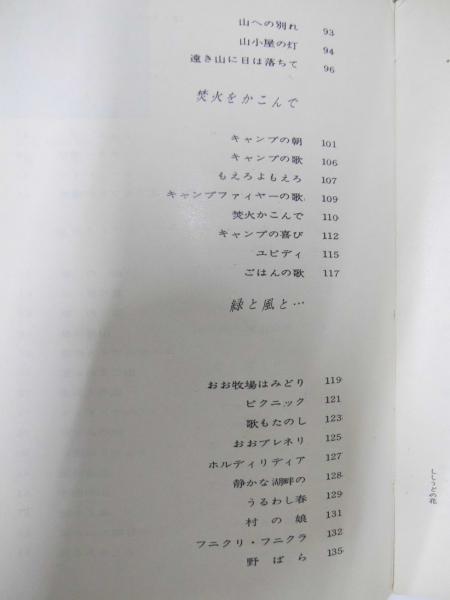 山への別れ 93
山小屋の灯 94
遠き山に日は落ちて 96
焚火をかこんで
キャンプの朝 101
キャンプの歌 106
もえろよもえろ 107
キャンプファイヤーの歌 109
焚火かこんで 110
キャンプの喜び 112
ユピディ 115
ごはんの歌 117
緑と風と…
おお牧場はみどり 119
ピクニック 121
歌もたのし 123
おおブレネリ 125
ホルディリディア 127
静かな湖畔の 128
うるわし春 129
村の娘 131
フニクリ・フニクラ 132
野ばら 135